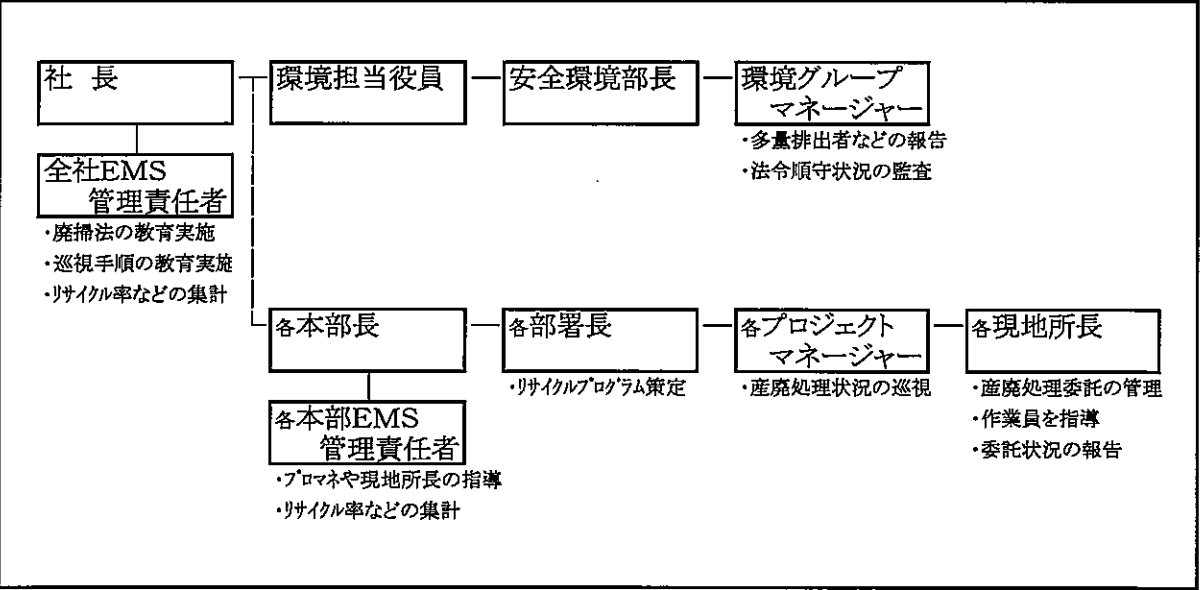 社 長
環境担当役員
安全環境部長
環境グループ
マネージャー
・多量排出者などの報告
・法令順守状況の監査
全社EMS
管理責任者
・廃掃法の教育実施
・巡視手順の教育実施
・リサイクル率などの集計
各本部長
各部署長
・リサイクルプログラム策定
各プロジェクト
マネージャー
・産廃処理状況の巡視
各現地所長
・産廃処理委託の管理
・作業員を指導
・委託状況の報告
各本部EMS
管理責任者
・プロマネや現地所長の指導
・リサイクル率などの集計